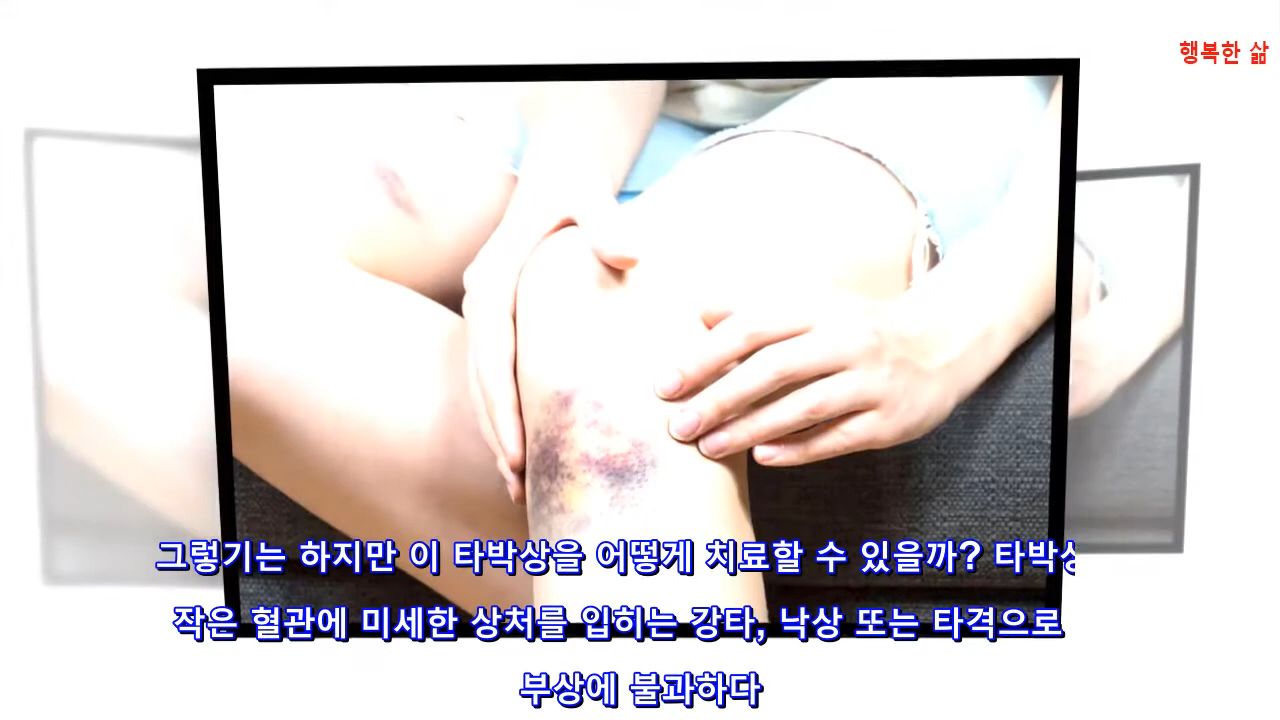 행복한 삶
그렇기는 하지만 이 타박상을 어떻게 치료할 수 있을까?
작은 혈관에 미세한 상처를 입히는 강타, 낙상 또는 타격으로
부상에 불과하다